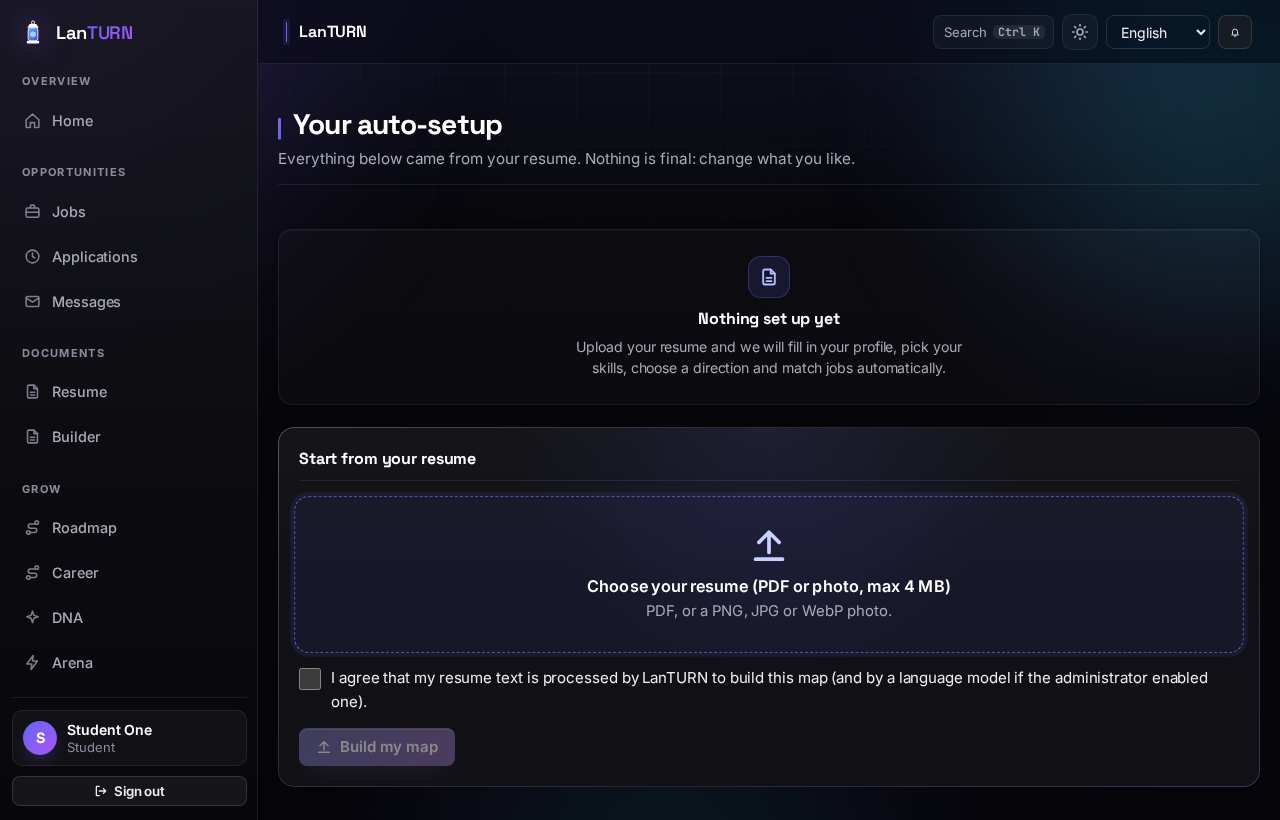 LanTURN
OVERVIEW
Home
OPPORTUNITIES
Jobs
Applications
Messages
DOCUMENTS
Resume
Builder
GROW
Roadmap
Career
DNA
Arena
S
Student One
Student
Sign out
LanTURN
Search Ctrl K
English
Your auto-setup
Everything below came from your resume. Nothing is final: change what you like.
Nothing set up yet
Upload your resume and we will fill in your profile, pick your
skills, choose a direction and match jobs automatically.
Start from your resume
Choose your resume (PDF or photo, max 4 MB)
PDF, or a PNG, JPG or WebP photo.
I agree that my resume text is processed by LanTURN to build this map (and by a language model if the administrator enabled
one).
Build my map